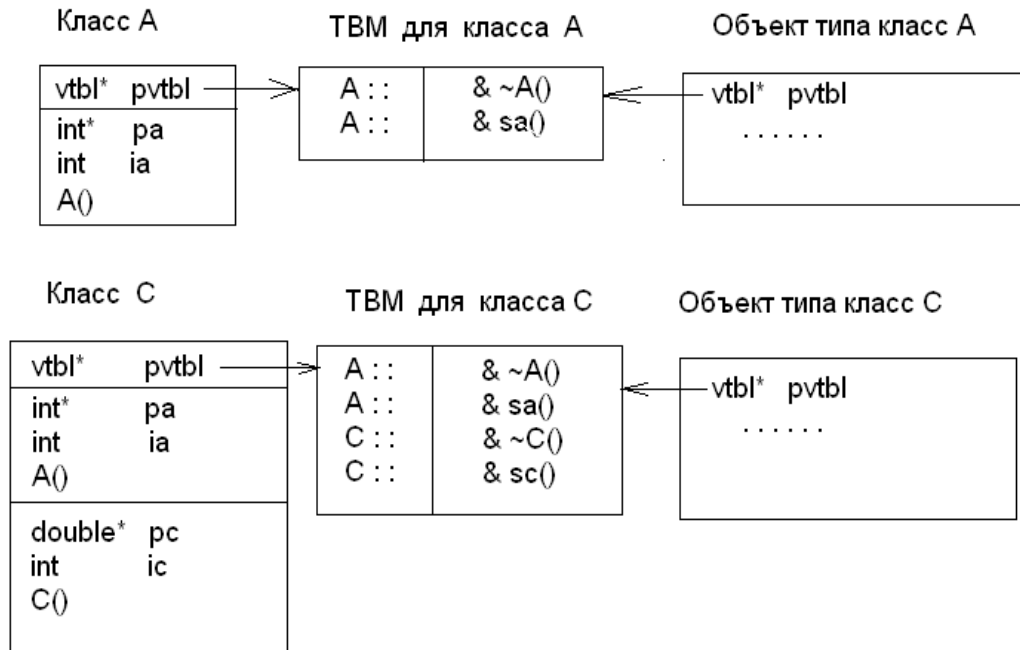 Класс А
ТВМ для класса А
Объект типа класс А
vtbl* pvtbl
int* pa
int ia
A()
A : : & ~A()
A : : & sa()
vtbl* pvtbl
. . . . . .
Класс С
ТВМ для класса С
Объект типа класс С
vtbl* pvtbl
int* pa
int ia
A()
double* pc
int ic
C()
A : : & ~A()
A : : & sa()
C : : & ~C()
C : : & sc()
vtbl* pvtbl
. . . . . .